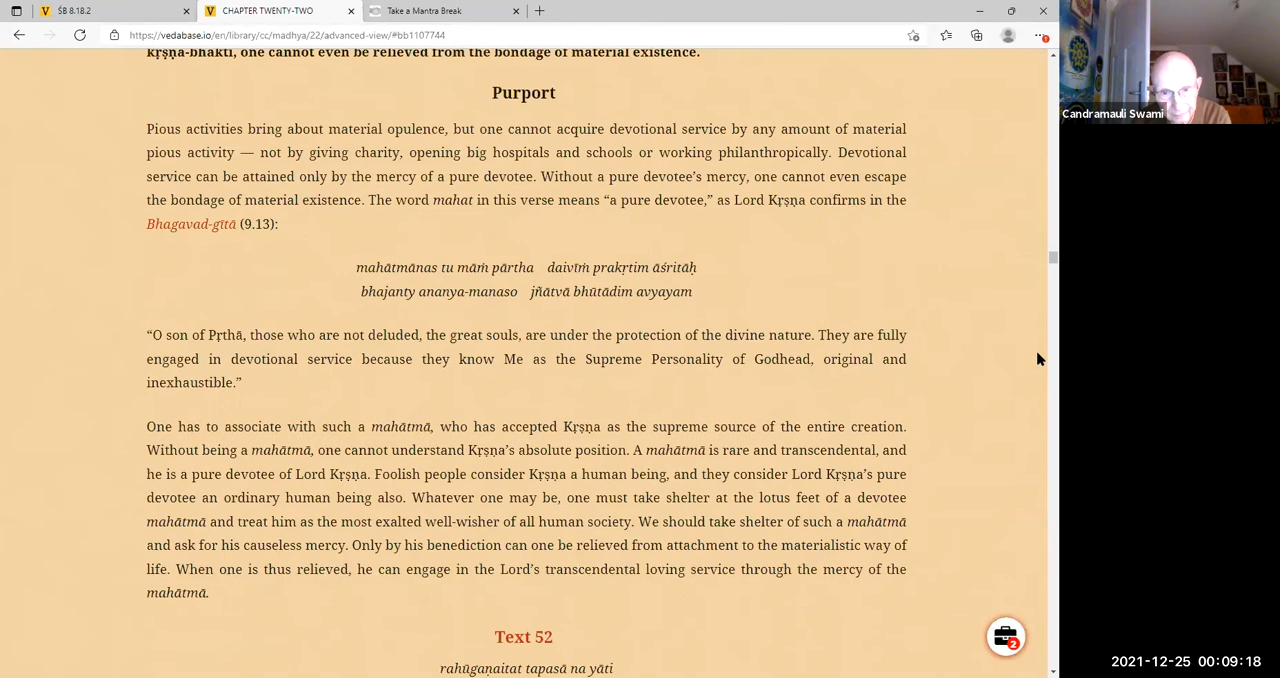 ŚB 8.18.2
CHAPTER TWENTY-TWO
Take a Mantra Break
https://vedabase.io/en/library/cc/madhya/22/advanced-view/#bb1107744
kṛṣṇa-bhakti, one cannot even be relieved from the bondage of material existence.
Purport
Pious activities bring about material opulence, but one cannot acquire devotional service by any amount of material
pious activity — not by giving charity, opening big hospitals and schools or working philanthropically. Devotional
service can be attained only by the mercy of a pure devotee. Without a pure devotee’s mercy, one cannot even escape
the bondage of material existence. The word mahat in this verse means “a pure devotee,” as Lord Kṛṣṇa confirms in the
Bhagavad-gītā (9.13):
mahātmānas tu māṁ pārtha daivīṁ prakṛtim āśritāḥ
bhajanty ananya-manaso jñātvā bhūtādim avyayam
“O son of Pṛthā, those who are not deluded, the great souls, are under the protection of the divine nature. They are fully
engaged in devotional service because they know Me as the Supreme Personality of Godhead, original and
inexhaustible.”
One has to associate with such a mahātmā, who has accepted Kṛṣṇa as the supreme source of the entire creation.
Without being a mahātmā, one cannot understand Kṛṣṇa’s absolute position. A mahātmā is rare and transcendental, and
he is a pure devotee of Lord Kṛṣṇa. Foolish people consider Kṛṣṇa a human being, and they consider Lord Kṛṣṇa’s pure
devotee an ordinary human being also. Whatever one may be, one must take shelter at the lotus feet of a devotee
mahātmā and treat him as the most exalted well-wisher of all human society. We should take shelter of such a mahātmā
and ask for his causeless mercy. Only by his benediction can one be relieved from attachment to the materialistic way of
life. When one is thus relieved, he can engage in the Lord’s transcendental loving service through the mercy of the
mahātmā.
Text 52
rahūgaṇaitat tapasā na yāti
2
Candramauli Swami
2021-12-25 00:09:18